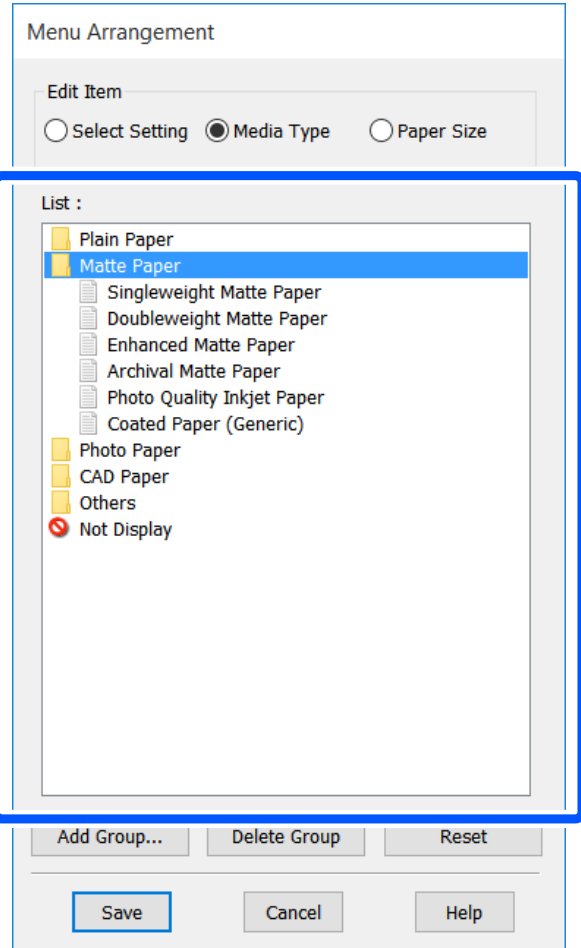 Menu Arrangement
Edit Item
Select Setting Media Type Paper Size
List :
Plain Paper
Matte Paper
Singleweight Matte Paper
Doubleweight Matte Paper
Enhanced Matte Paper
Archival Matte Paper
Photo Quality Inkjet Paper
Coated Paper (Generic)
Photo Paper
CAD Paper
Others
Not Display
Add Group... Delete Group Reset
Save Cancel Help